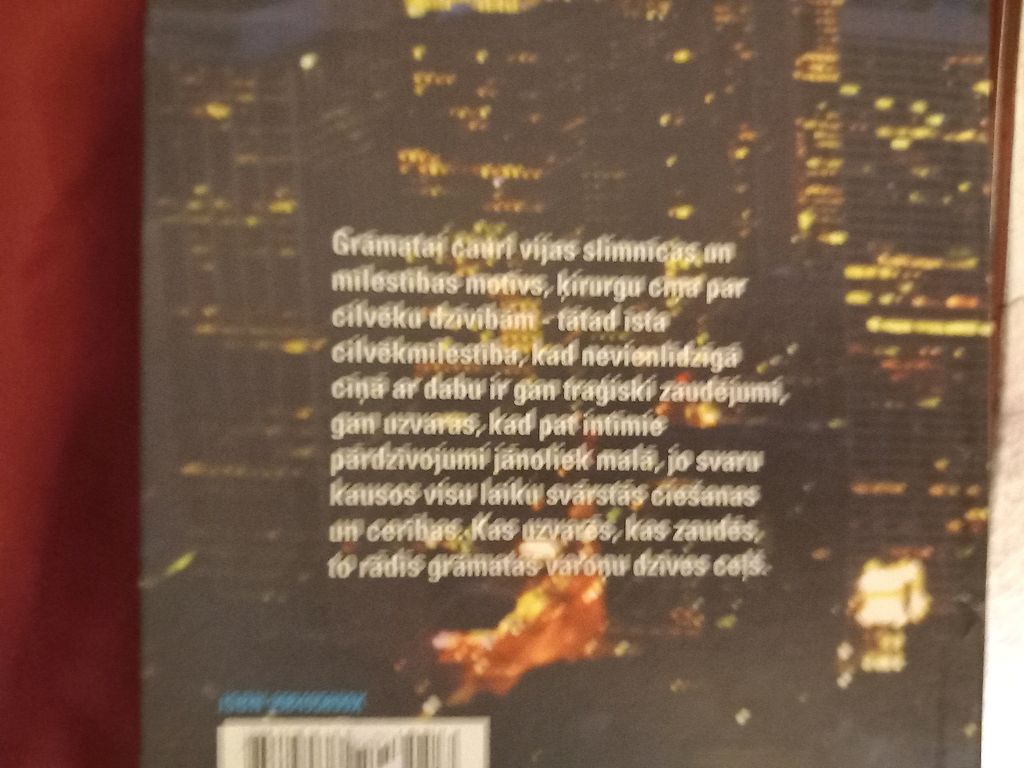 Grāmatai cauri vijas slimnīcas un
mīlestības motīvs, ķirurgu cīņa par
cilvēku dzīvībām - tātad īsta
cilvēkmīlestība, kad nevienlīdzīgā
cīņā ar dabu ir gan traģiski zaudējumi,
gan uzvaras, kad pat intīmie
pārdzīvojumi jānoliek malā, jo svaru
kausos visu laiku svārstās ciešanas
un cerības. Kas uzvarēs, kas zaudēs,
to rādīs grāmatas varoņu dzīves ceļš.
ISBN